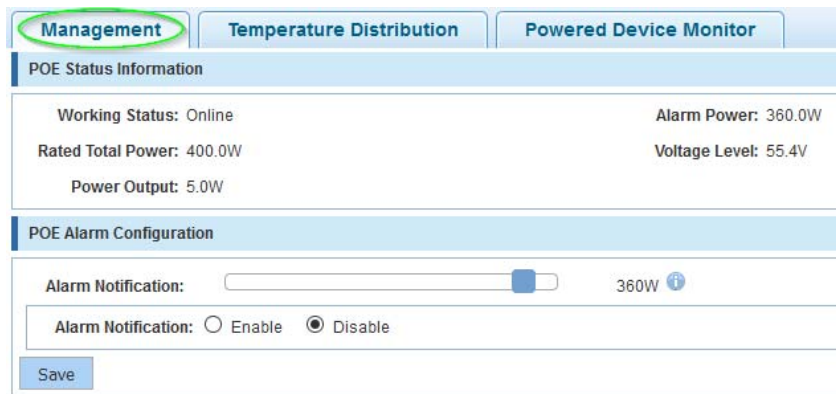 Management Temperature Distribution Powered Device Monitor
POE Status Information
Working Status: Online Alarm Power: 360.0W
Rated Total Power: 400.0W Voltage Level: 55.4V
Power Output: 5.0W
POE Alarm Configuration
Alarm Notification: 360W
Alarm Notification: Enable Disable
Save